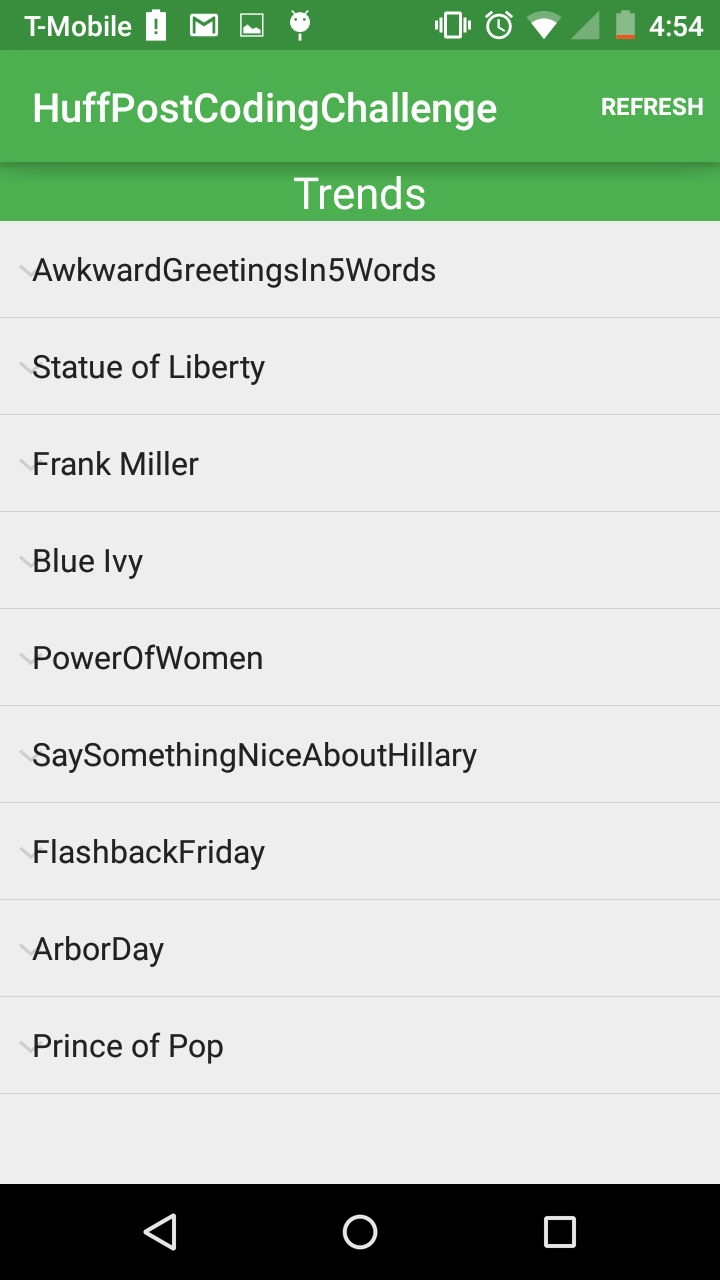 T-Mobile 4:54
HuffPostCodingChallenge REFRESH
Trends
AwkwardGreetingsIn5Words
Statue of Liberty
Frank Miller
Blue Ivy
PowerOfWomen
SaySomethingNiceAboutHillary
FlashbackFriday
ArborDay
Prince of Pop